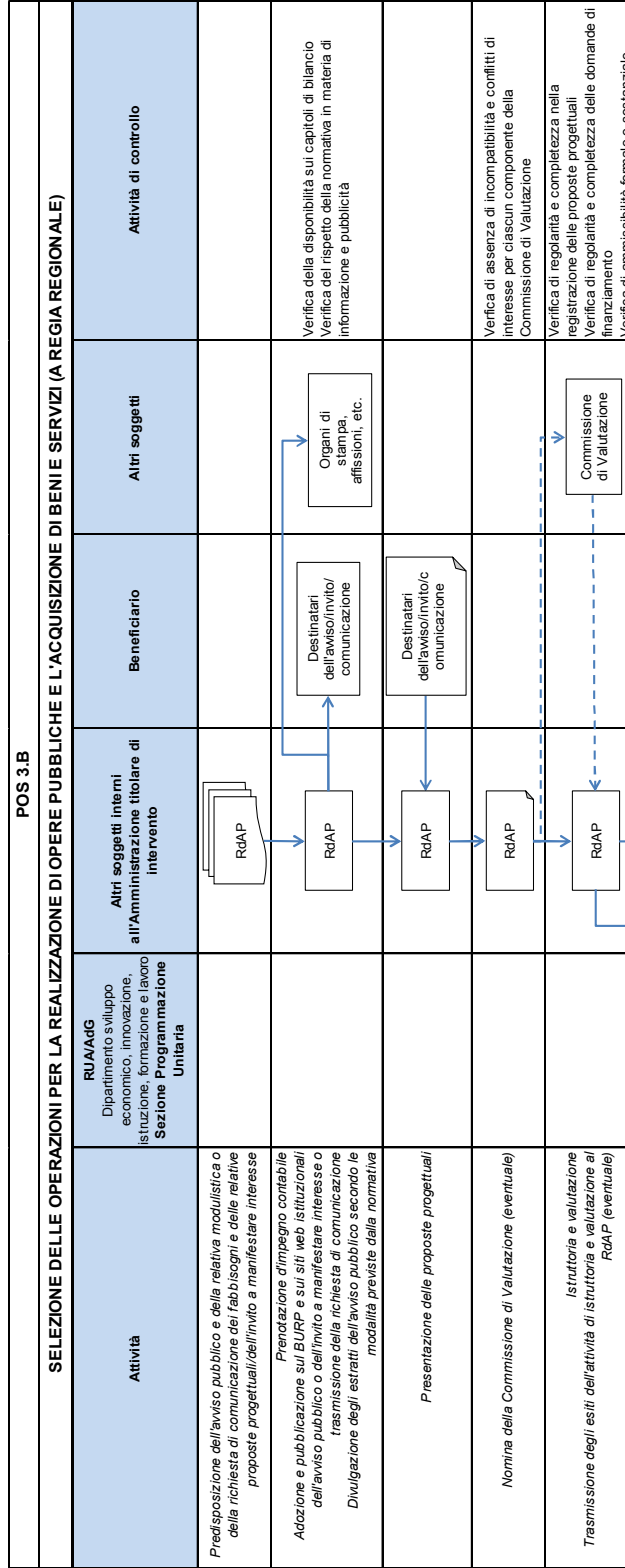 POS 3.B
SELEZIONE DELLE OPERAZIONI PER LA REALIZZAZIONE DI OPERE PUBBLICHE E L'ACQUISIZIONE DI BENI E SERVIZI (A REGIA REGIONALE)
Attività
RUA/AdG
Dipartimento sviluppo
economico, innovazione,
istruzione, formazione e lavoro
Sezione Programmazione
Unitaria
Altri soggetti interni
all'Amministrazione titolare di
intervento
Beneficiario
Altri soggetti
Attività di controllo
Predisposizione dell'avviso pubblico e della relativa modulistica o
della richiesta di comunicazione dei fabbisogni e delle relative
proposte progettuali/dell'invito a manifestare interesse
RdAP
Prenotazione d'impegno contabile
Adozione e pubblicazione sul BURP e sui siti web istituzionali
dell'avviso pubblico o dell'invito a manifestare interesse o
trasmissione della richiesta di comunicazione
Divulgazione degli estratti dell'avviso pubblico secondo le
modalità previste dalla normativa
RdAP
Destinatari
dell'avviso/invito/
comunicazione
Organi di
stampa,
affissioni, etc.
Verifica della disponibilità sui capitoli di bilancio
Verifica del rispetto della normativa in materia di
informazione e pubblicità
Presentazione delle proposte progettuali
RdAP
Destinatari
dell'avviso/invito/c
omunicazione
Nomina della Commissione di Valutazione (eventuale)
RdAP
Verfica di assenza di incompatibilità e conflitti di
interesse per ciascun componente della
Commissione di Valutazione
Istruttoria e valutazione
Trasmissione degli esiti dell'attività di istruttoria e valutazione al
RdAP (eventuale)
RdAP
Commissione
di Valutazione
Verifica di regolarità e completezza nella
registrazione delle proposte progettuali
Verifica di regolarità e completezza delle domande di
finanziamento
Verifica di ammissibilità formale e sostanziale